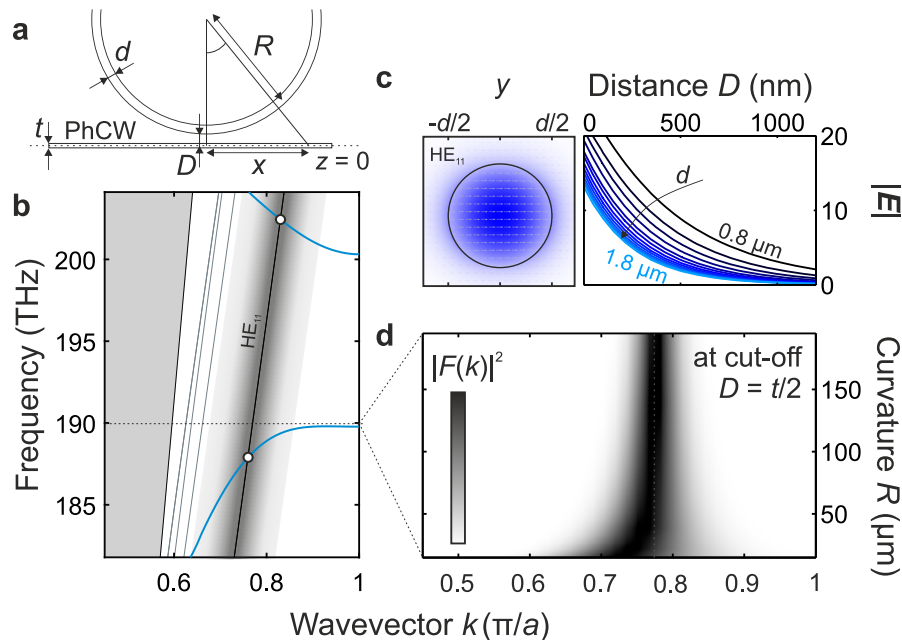 a
d
R
t
PhCW
D
x
z = 0
b
Frequency (THz)
200
195
190
185
HE11
0.6
0.8
1
Wavevector k (π/a)
c
y
-d/2
d/2
HE11
Distance D (nm)
0
500
1000
20
10
0
|E|
d
0.8 μm
1.8 μm
d
|F(k)|²
at cut-off
D = t/2
150
100
50
Curvature R (μm)
0.5
0.6
0.7
0.8
0.9
1